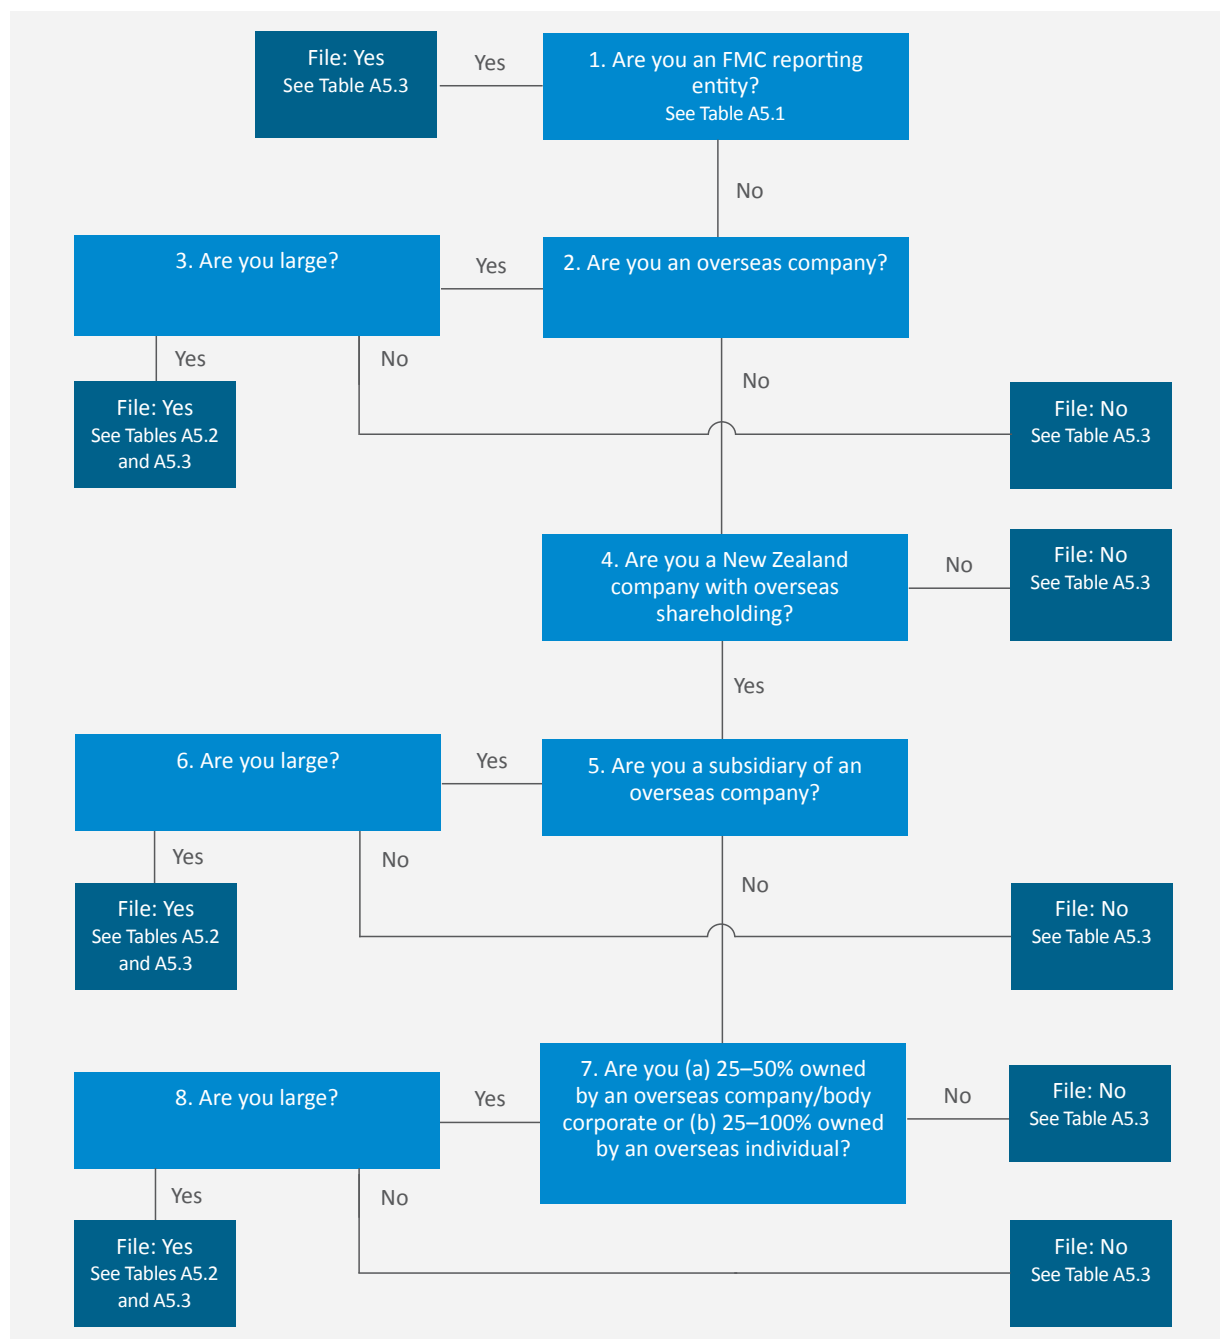 File: Yes
See Table A5.3
Yes
1. Are you an FMC reporting
entity?
See Table A5.1
No
3. Are you large?
Yes
2. Are you an overseas company?
Yes
No
No
File: Yes
See Tables A5.2
and A5.3
File: No
See Table A5.3
4. Are you a New Zealand
company with overseas
shareholding?
No
File: No
See Table A5.3
Yes
6. Are you large?
Yes
5. Are you a subsidiary of an
overseas company?
Yes
No
No
File: Yes
See Tables A5.2
and A5.3
File: No
See Table A5.3
8. Are you large?
Yes
7. Are you (a) 25–50% owned
by an overseas company/body
corporate or (b) 25–100% owned
by an overseas individual?
No
File: No
See Table A5.3
Yes
No
File: Yes
See Tables A5.2
and A5.3
File: No
See Table A5.3